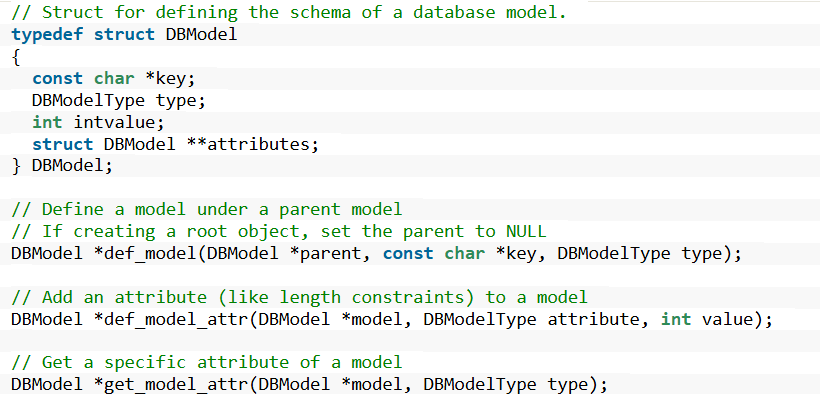 // Struct for defining the schema of a database model.
typedef struct DBModel
{
  const char *key;
  DBModelType type;
  int intvalue;
  struct DBModel **attributes;
} DBModel;

// Define a model under a parent model
// If creating a root object, set the parent to NULL
DBModel *def_model(DBModel *parent, const char *key, DBModelType type);

// Add an attribute (like length constraints) to a model
DBModel *def_model_attr(DBModel *model, DBModelType attribute, int value);

// Get a specific attribute of a model
DBModel *get_model_attr(DBModel *model, DBModelType type);